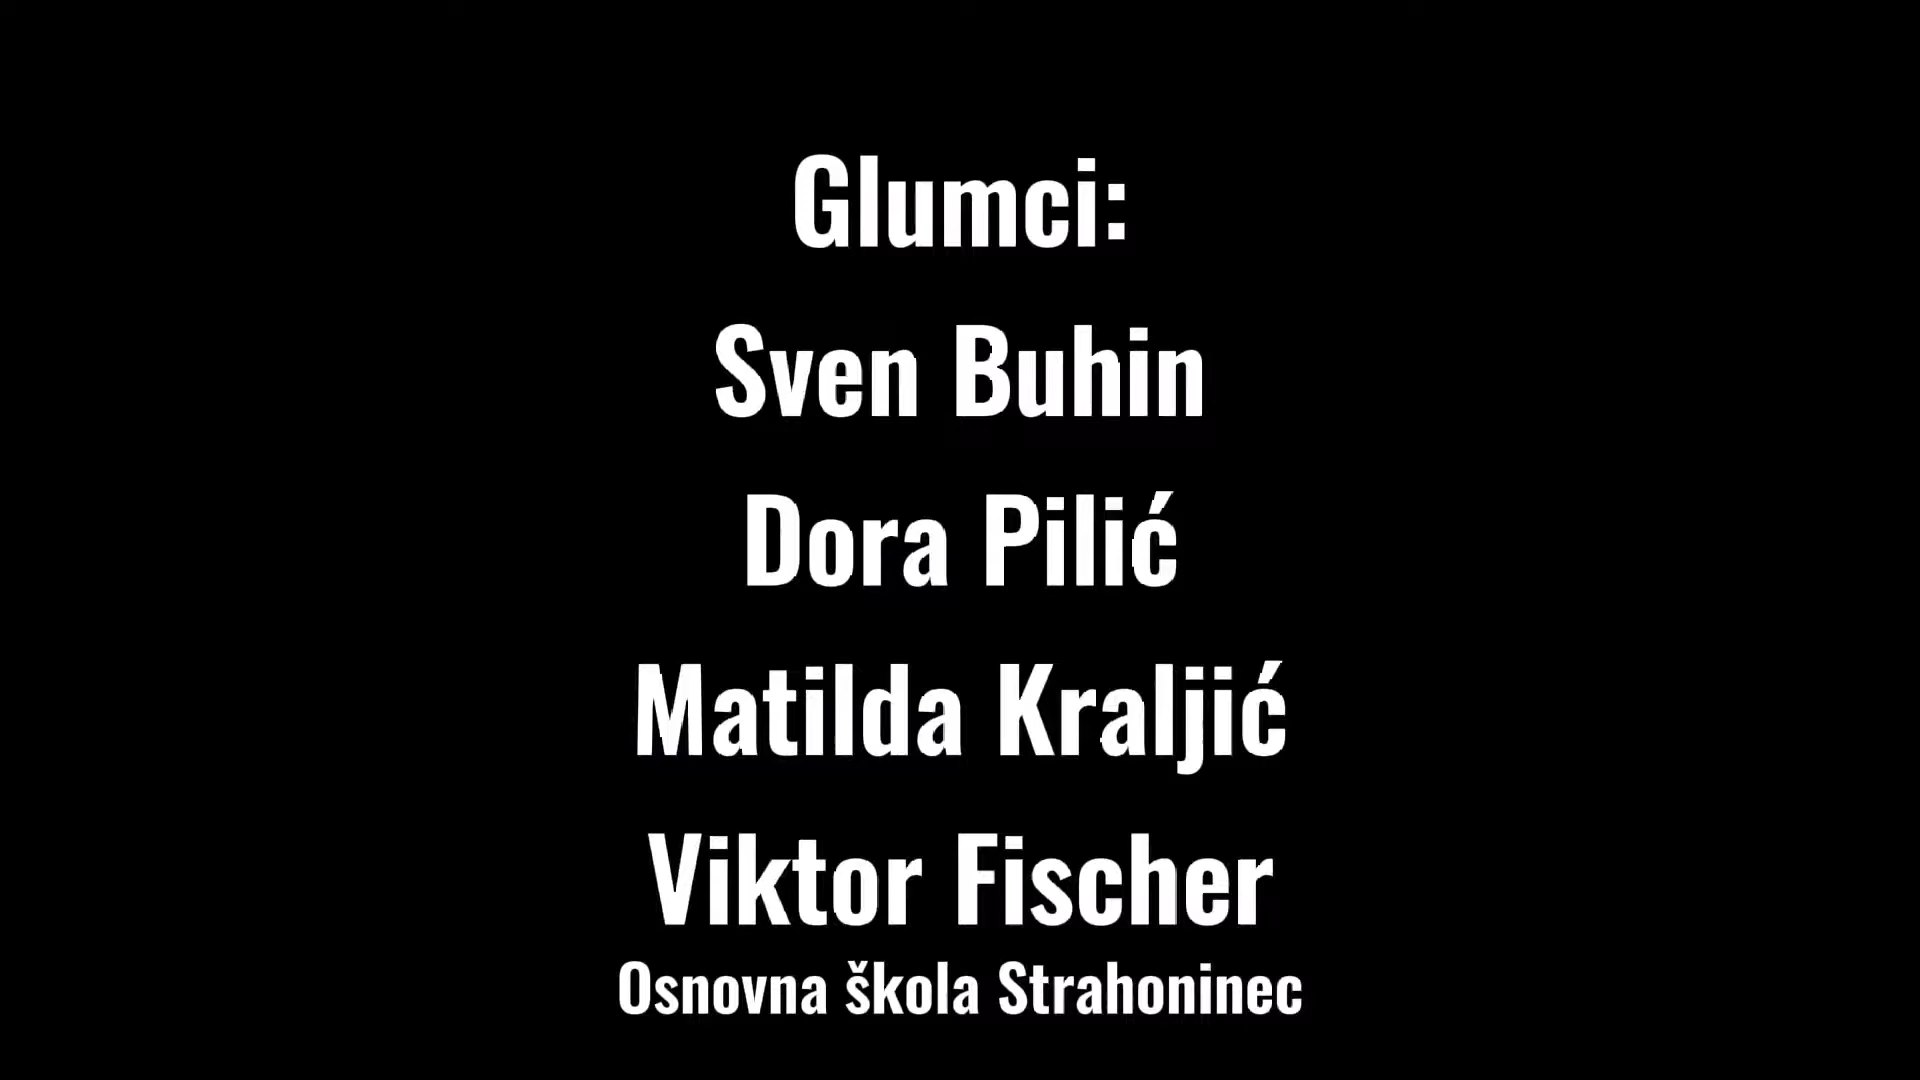 Glumci:
Sven Buhin
Dora Pilić
Matilda Kraljić
Viktor Fischer
Osnovna škola Strahoninec